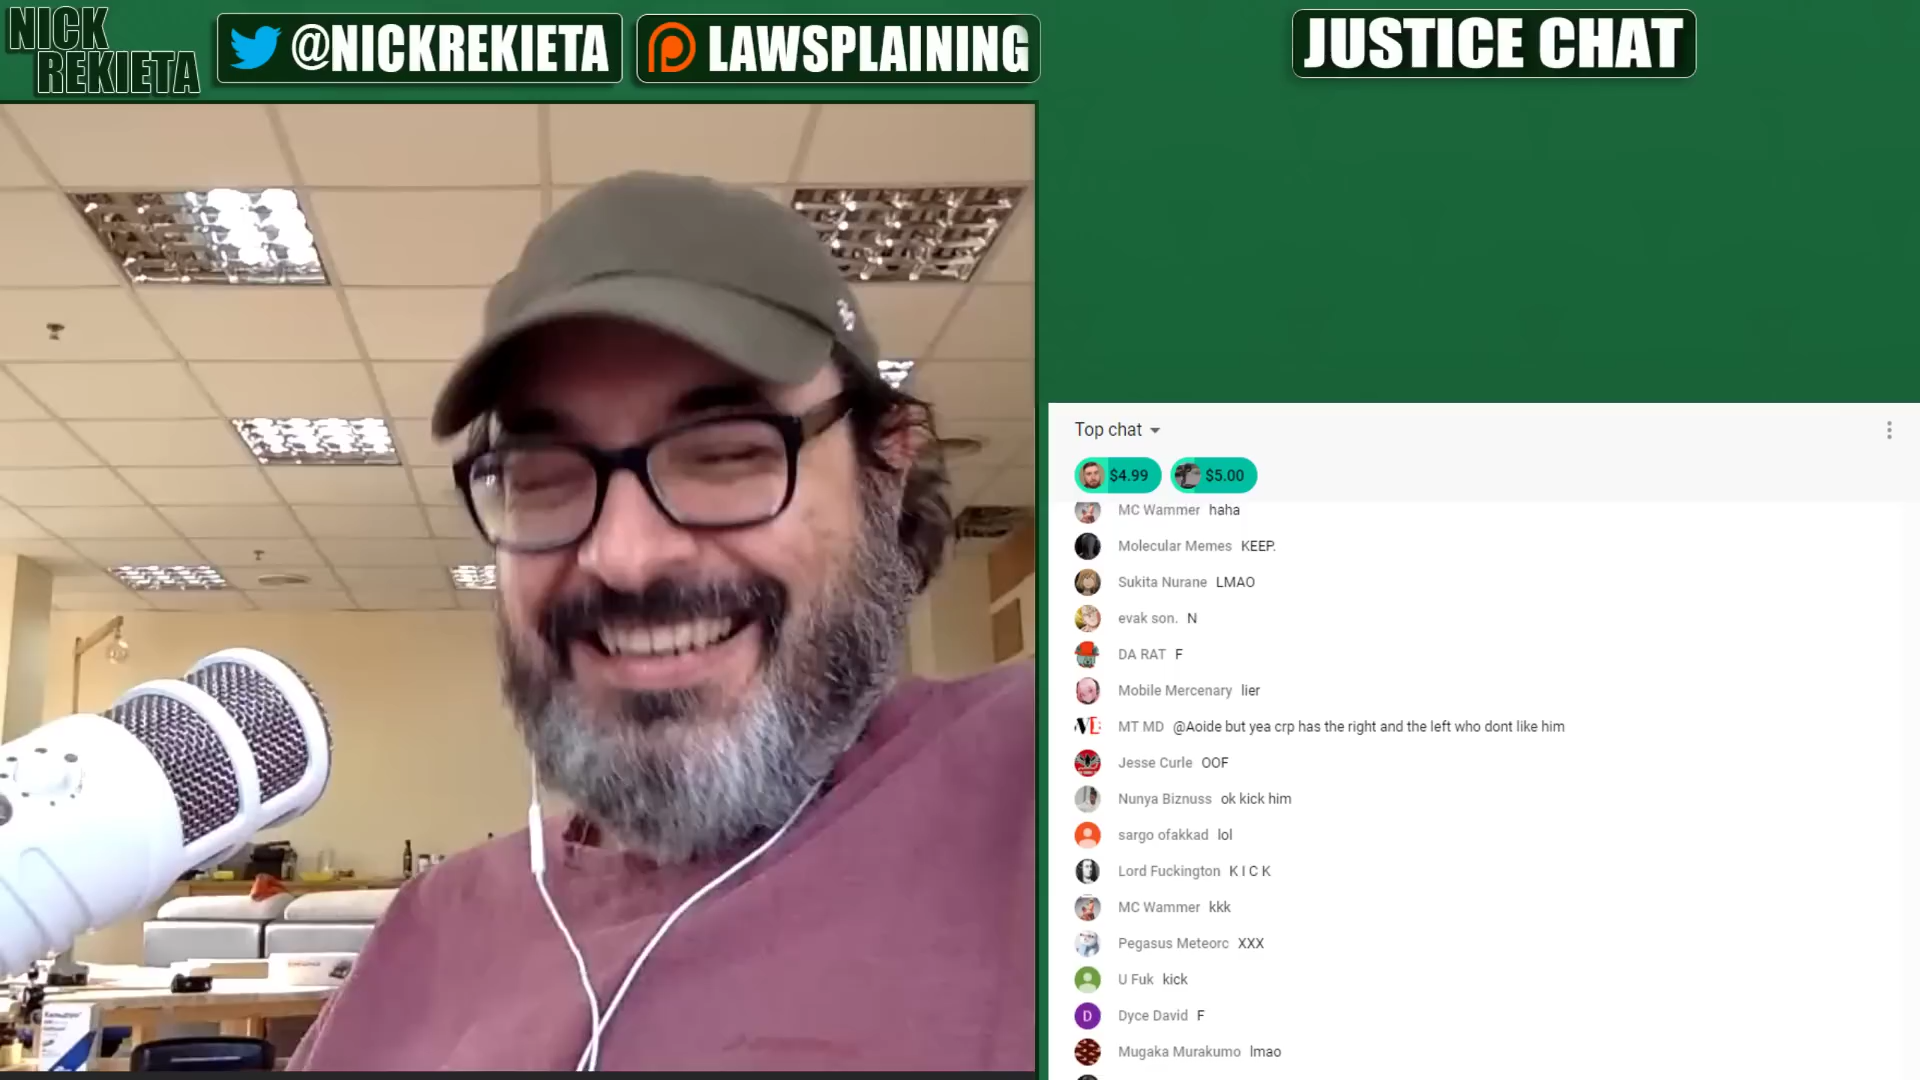 NICK
REKIETA
@NICKREKIETA
LAWSPLAINING
JUSTICE CHAT
Top chat
$4.99 $5.00
MC Wammer haha
Molecular Memes KEEP.
Sukita Nurane LMAO
evak son. N
DA RAT F
Mobile Mercenary lier
MT MD @Aoide but yea crp has the right and the left who dont like him
Jesse Curle OOF
Nunya Biznuss ok kick him
sargo ofakkad lol
Lord Fuckington K I C K
MC Wammer kkk
Pegasus Meteorc XXX
U Fuk kick
D Dyce David F
Mugaka Murakumo lmao